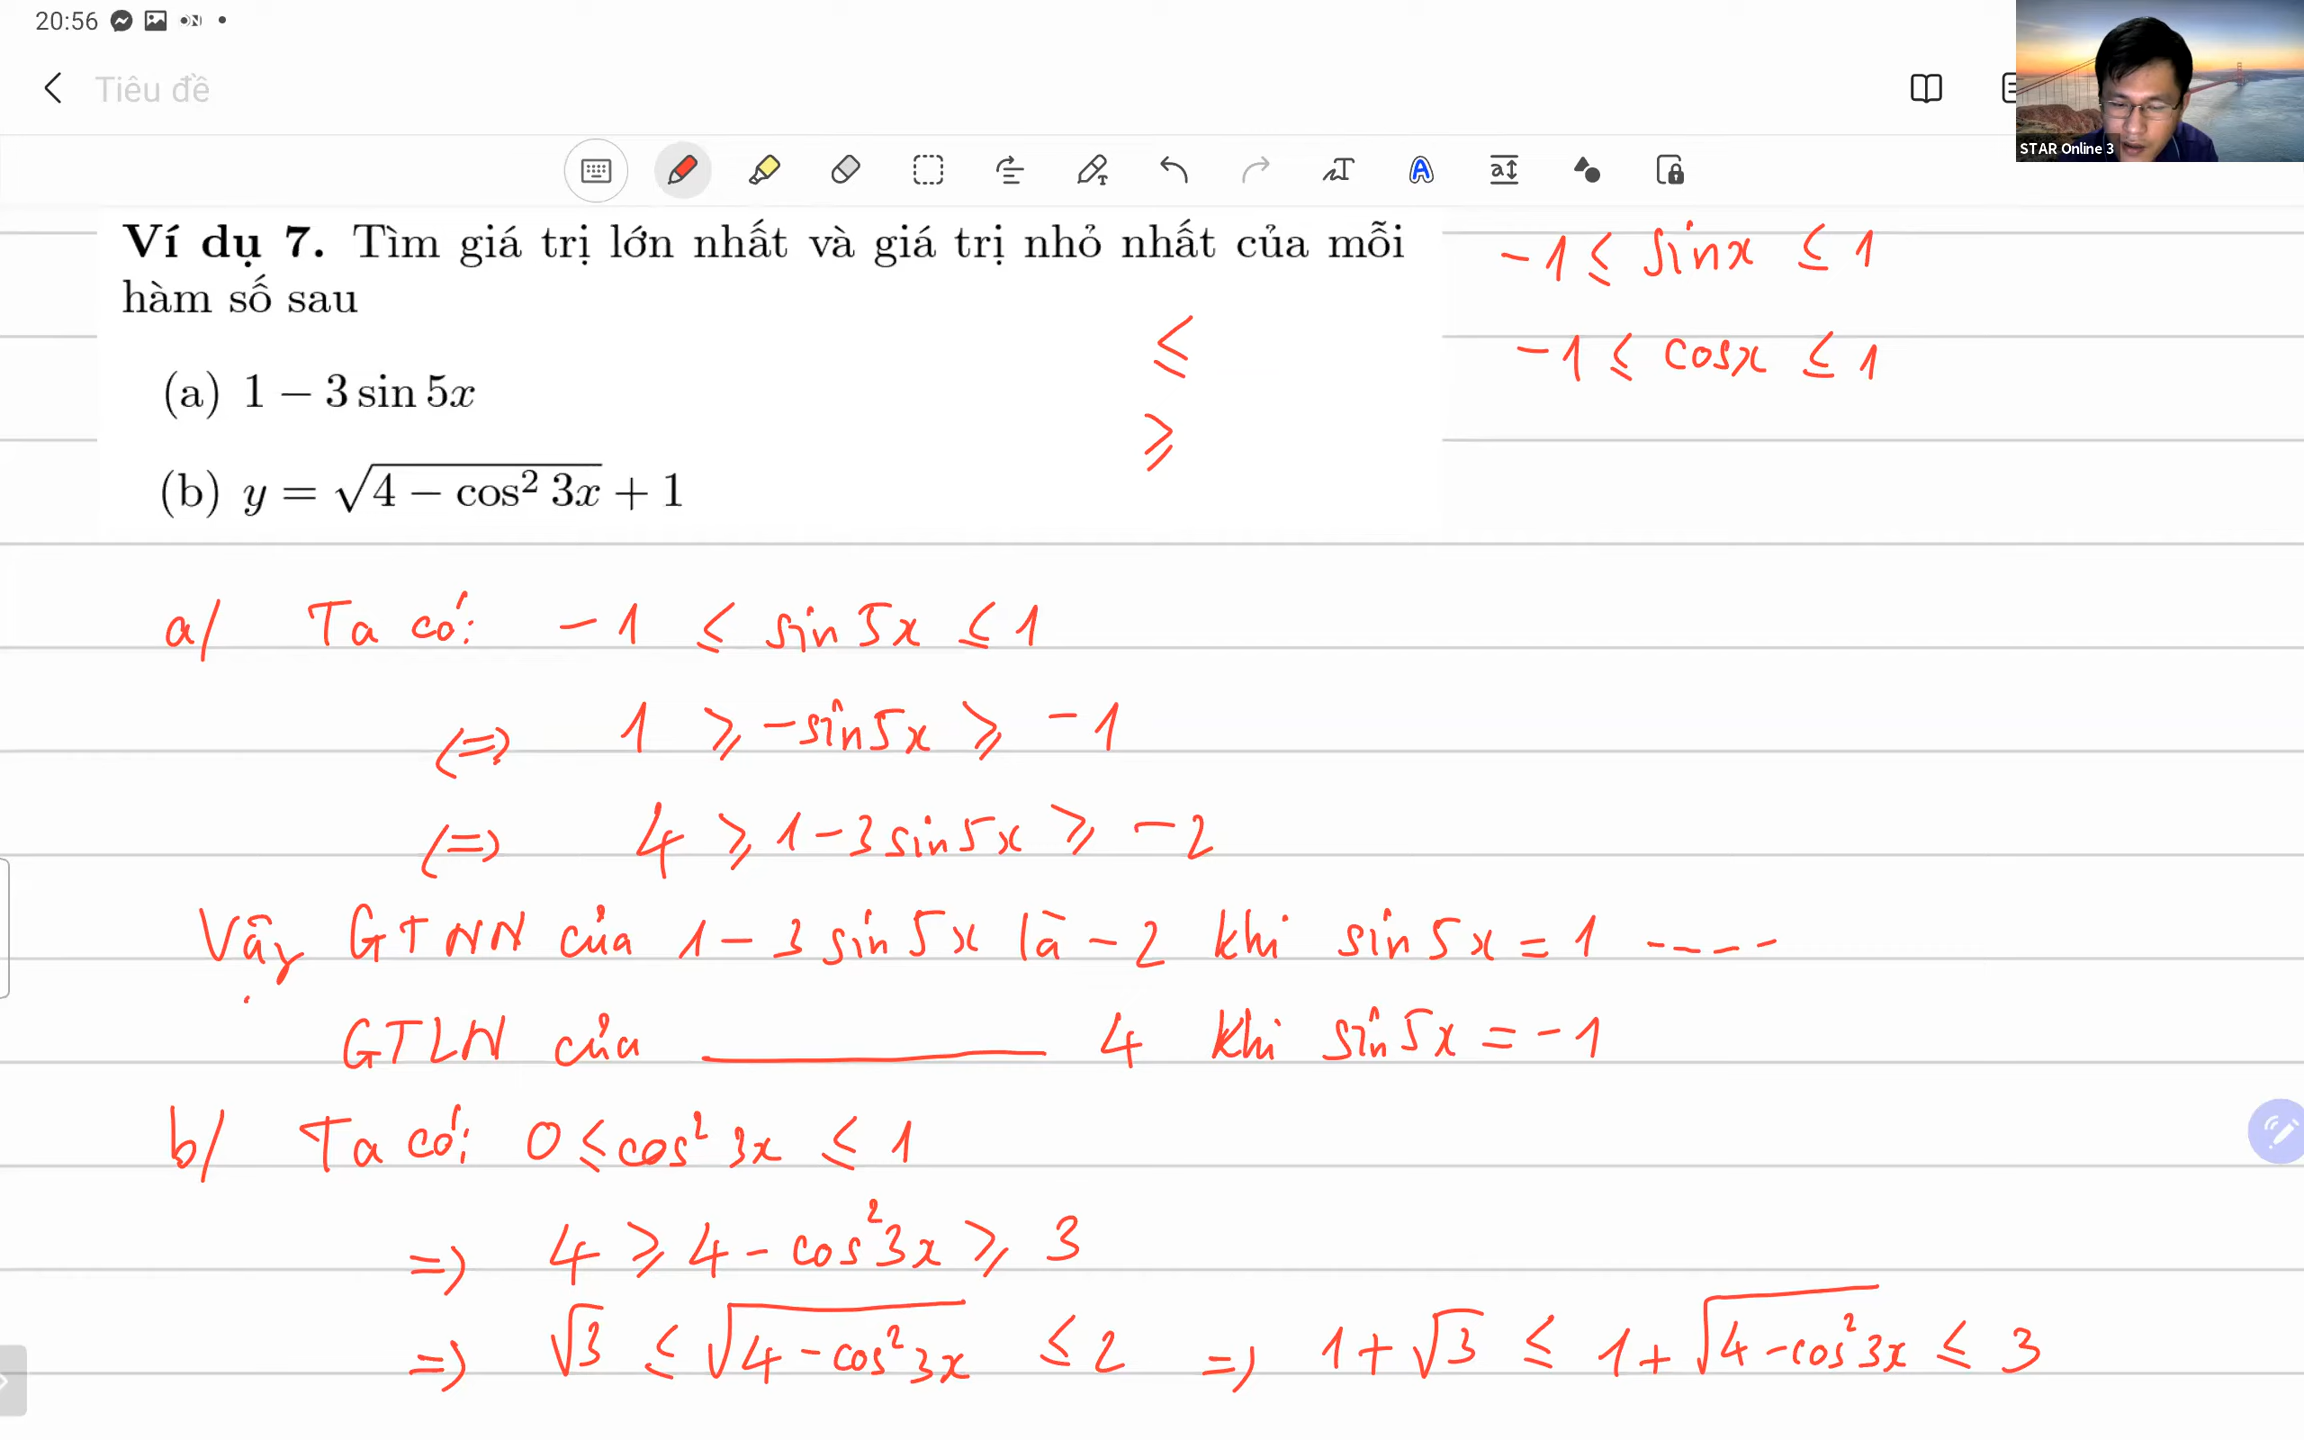 20:56
Tiêu đề
STAR Online 3
Ví dụ 7. Tìm giá trị lớn nhất và giá trị nhỏ nhất của mỗi
hàm số sau
(a) 1 − 3 sin 5x
(b) y = √(4 − cos² 3x) + 1
≤
≥
-1 ≤ sinx ≤ 1
-1 ≤ cosx ≤ 1
a/ Ta có: -1 ≤ sin5x ≤ 1
(=) 1 ≥ -sin5x ≥ -1
(=) 4 ≥ 1-3sin5x ≥ -2
Vậy GTNN của 1-3sin5x là -2 khi sin5x = 1 ----
GTLN của ________ 4 khi sin5x = -1
b/ Ta có: 0 ≤ cos² 3x ≤ 1
=) 4 ≥ 4 - cos²3x ≥ 3
=) √3 ≤ √(4-cos²3x) ≤ 2 =) 1+√3 ≤ 1+√(4-cos²3x) ≤ 3